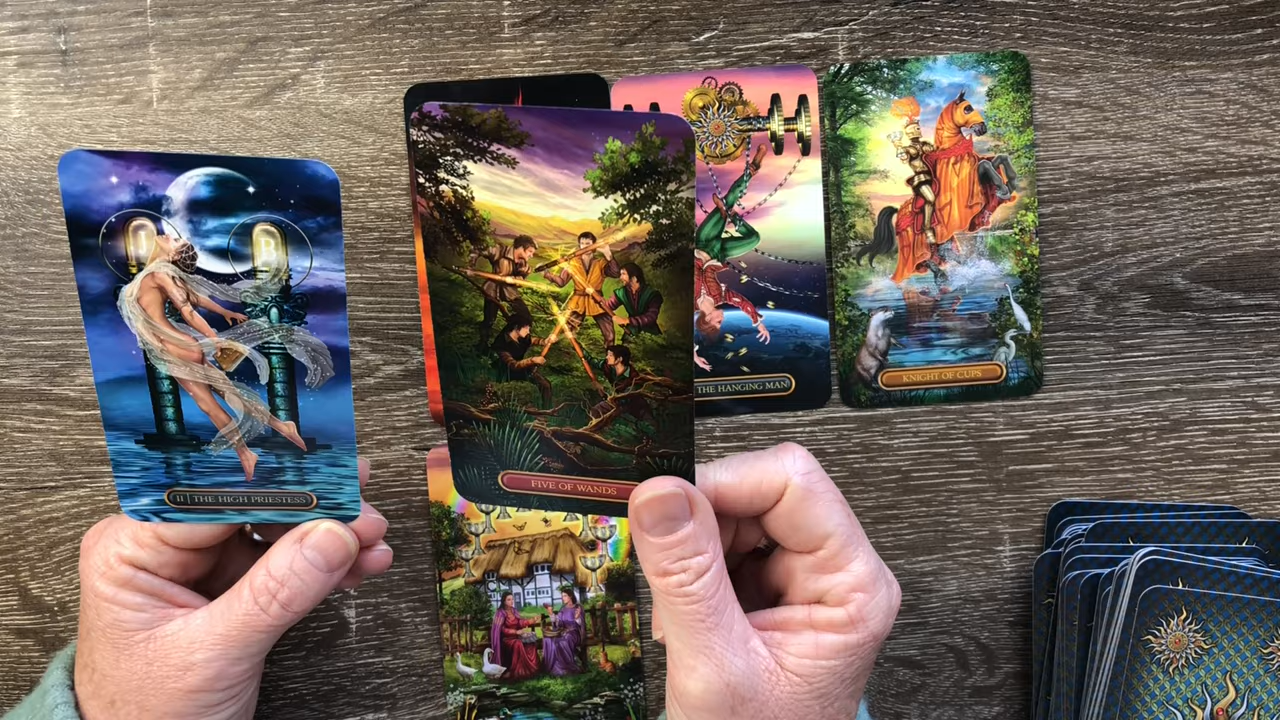 J
B
II | THE HIGH PRIESTESS
FIVE OF WANDS
THE HANGING MAN
KNIGHT OF CUPS